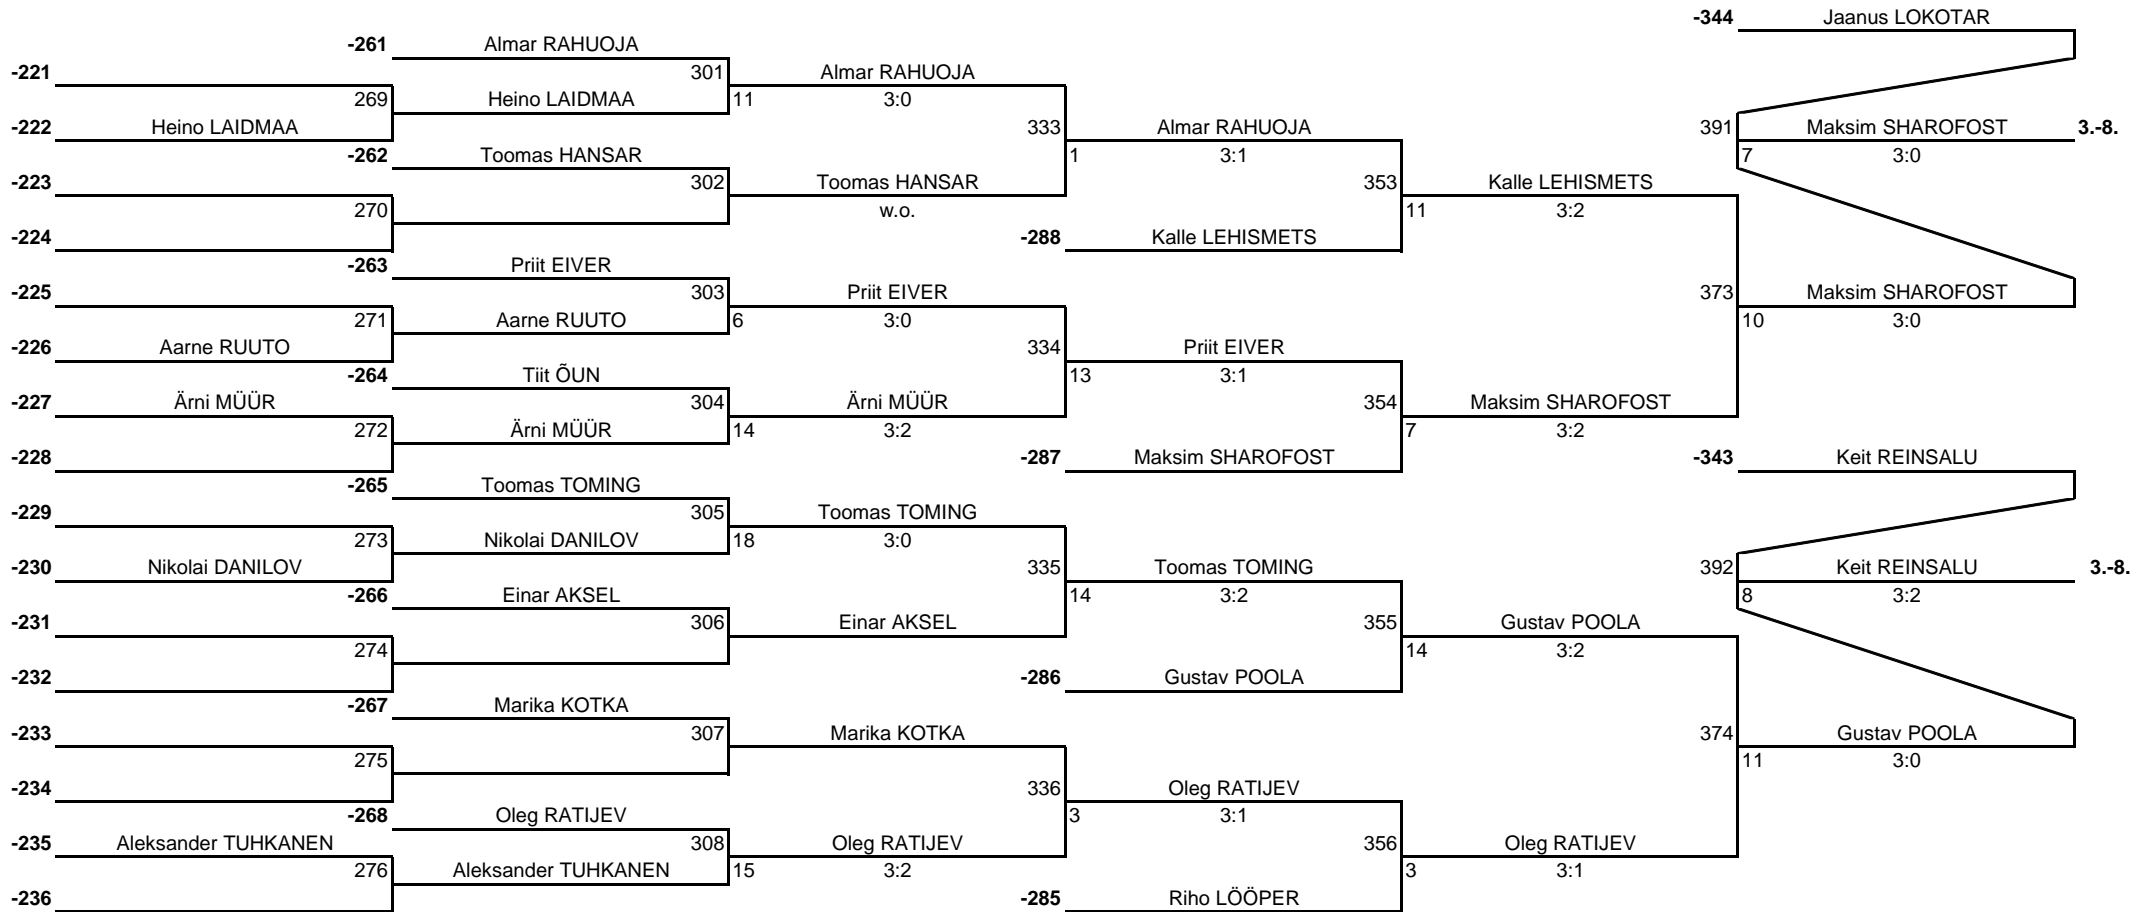 -344 Jaanus LOKOTAR
-261 Almar RAHUOJA
-221 301 Almar RAHUOJA
269 Heino LAIDMAA 11 3:0
-222 Heino LAIDMAA 333 Almar RAHUOJA 391 Maksim SHAROFOST 3.-8.
-262 Toomas HANSAR 1 3:1 7 3:0
-223 302 Toomas HANSAR 353 Kalle LEHISMETS
270 w.o. 11 3:2
-224 -288 Kalle LEHISMETS
-263 Priit EIVER
-225 303 Priit EIVER 373 Maksim SHAROFOST
271 Aarne RUUTO 6 3:0 10 3:0
-226 Aarne RUUTO 334 Priit EIVER
-264 Tiit ÕUN 13 3:1
-227 Ärni MÜÜR 304 Ärni MÜÜR 354 Maksim SHAROFOST
272 Ärni MÜÜR 14 3:2 7 3:2
-228 -287 Maksim SHAROFOST -343 Keit REINSALU
-265 Toomas TOMING
-229 305 Toomas TOMING
273 Nikolai DANILOV 18 3:0
-230 Nikolai DANILOV 335 Toomas TOMING 392 Keit REINSALU 3.-8.
-266 Einar AKSEL 14 3:2 8 3:2
-231 306 Einar AKSEL 355 Gustav POOLA
274 14 3:2
-232 -286 Gustav POOLA
-267 Marika KOTKA
-233 307 Marika KOTKA 374 Gustav POOLA
275 11 3:0
-234 336 Oleg RATIJEV
-268 Oleg RATIJEV 3 3:1
-235 Aleksander TUHKANEN 308 Oleg RATIJEV 356 Oleg RATIJEV
276 Aleksander TUHKANEN 15 3:2 3 3:1
-236 -285 Riho LÖÖPER